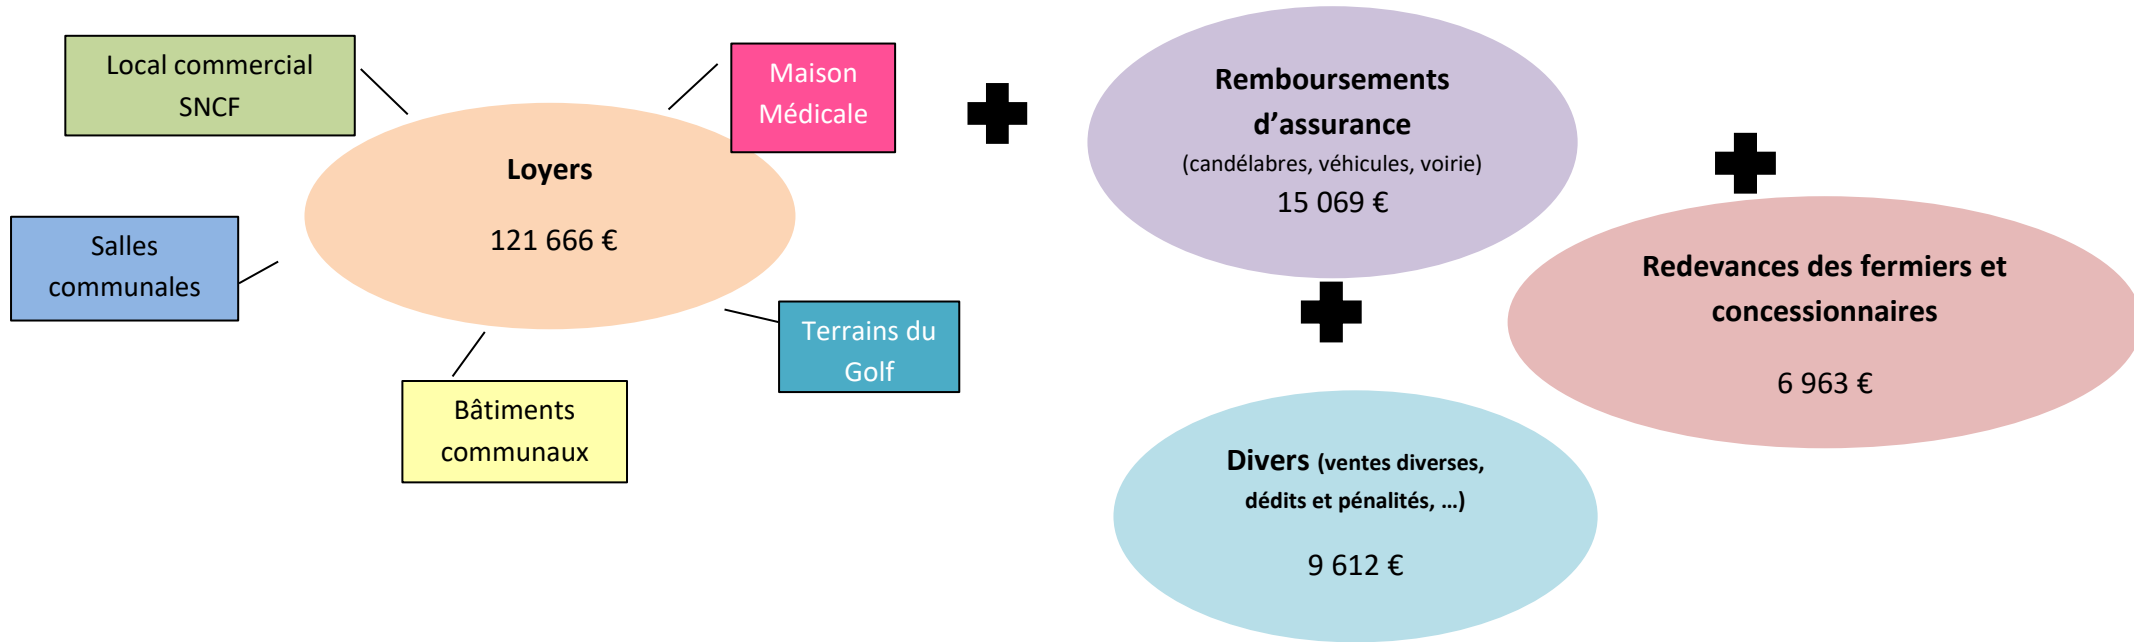 Local commercial
SNCF
Maison
Médicale
Loyers
121 666 €
Salles
communales
Terrains du
Golf
Bâtiments
communaux
Remboursements
d’assurance
(candélabres, véhicules, voirie)
15 069 €
Redevances des fermiers et
concessionnaires
6 963 €
Divers (ventes diverses,
dédits et pénalités, …)
9 612 €